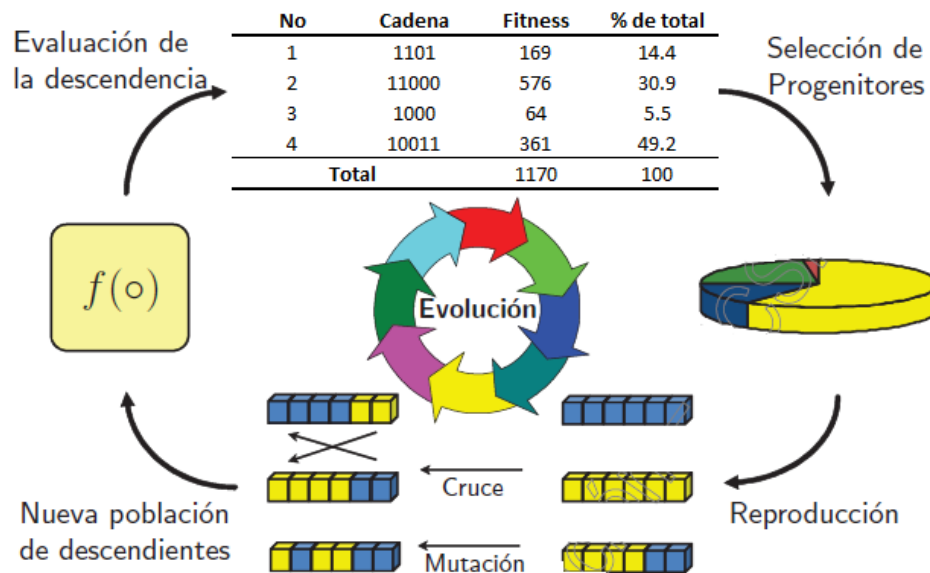 No Cadena Fitness % de total
1 1101 169 14.4
2 11000 576 30.9
3 1000 64 5.5
4 10011 361 49.2
Total 1170 100
Evaluación de
la descendencia
Selección de
Progenitores
f(○)
Evolución
Cruce
Mutación
Reproducción
Nueva población
de descendientes